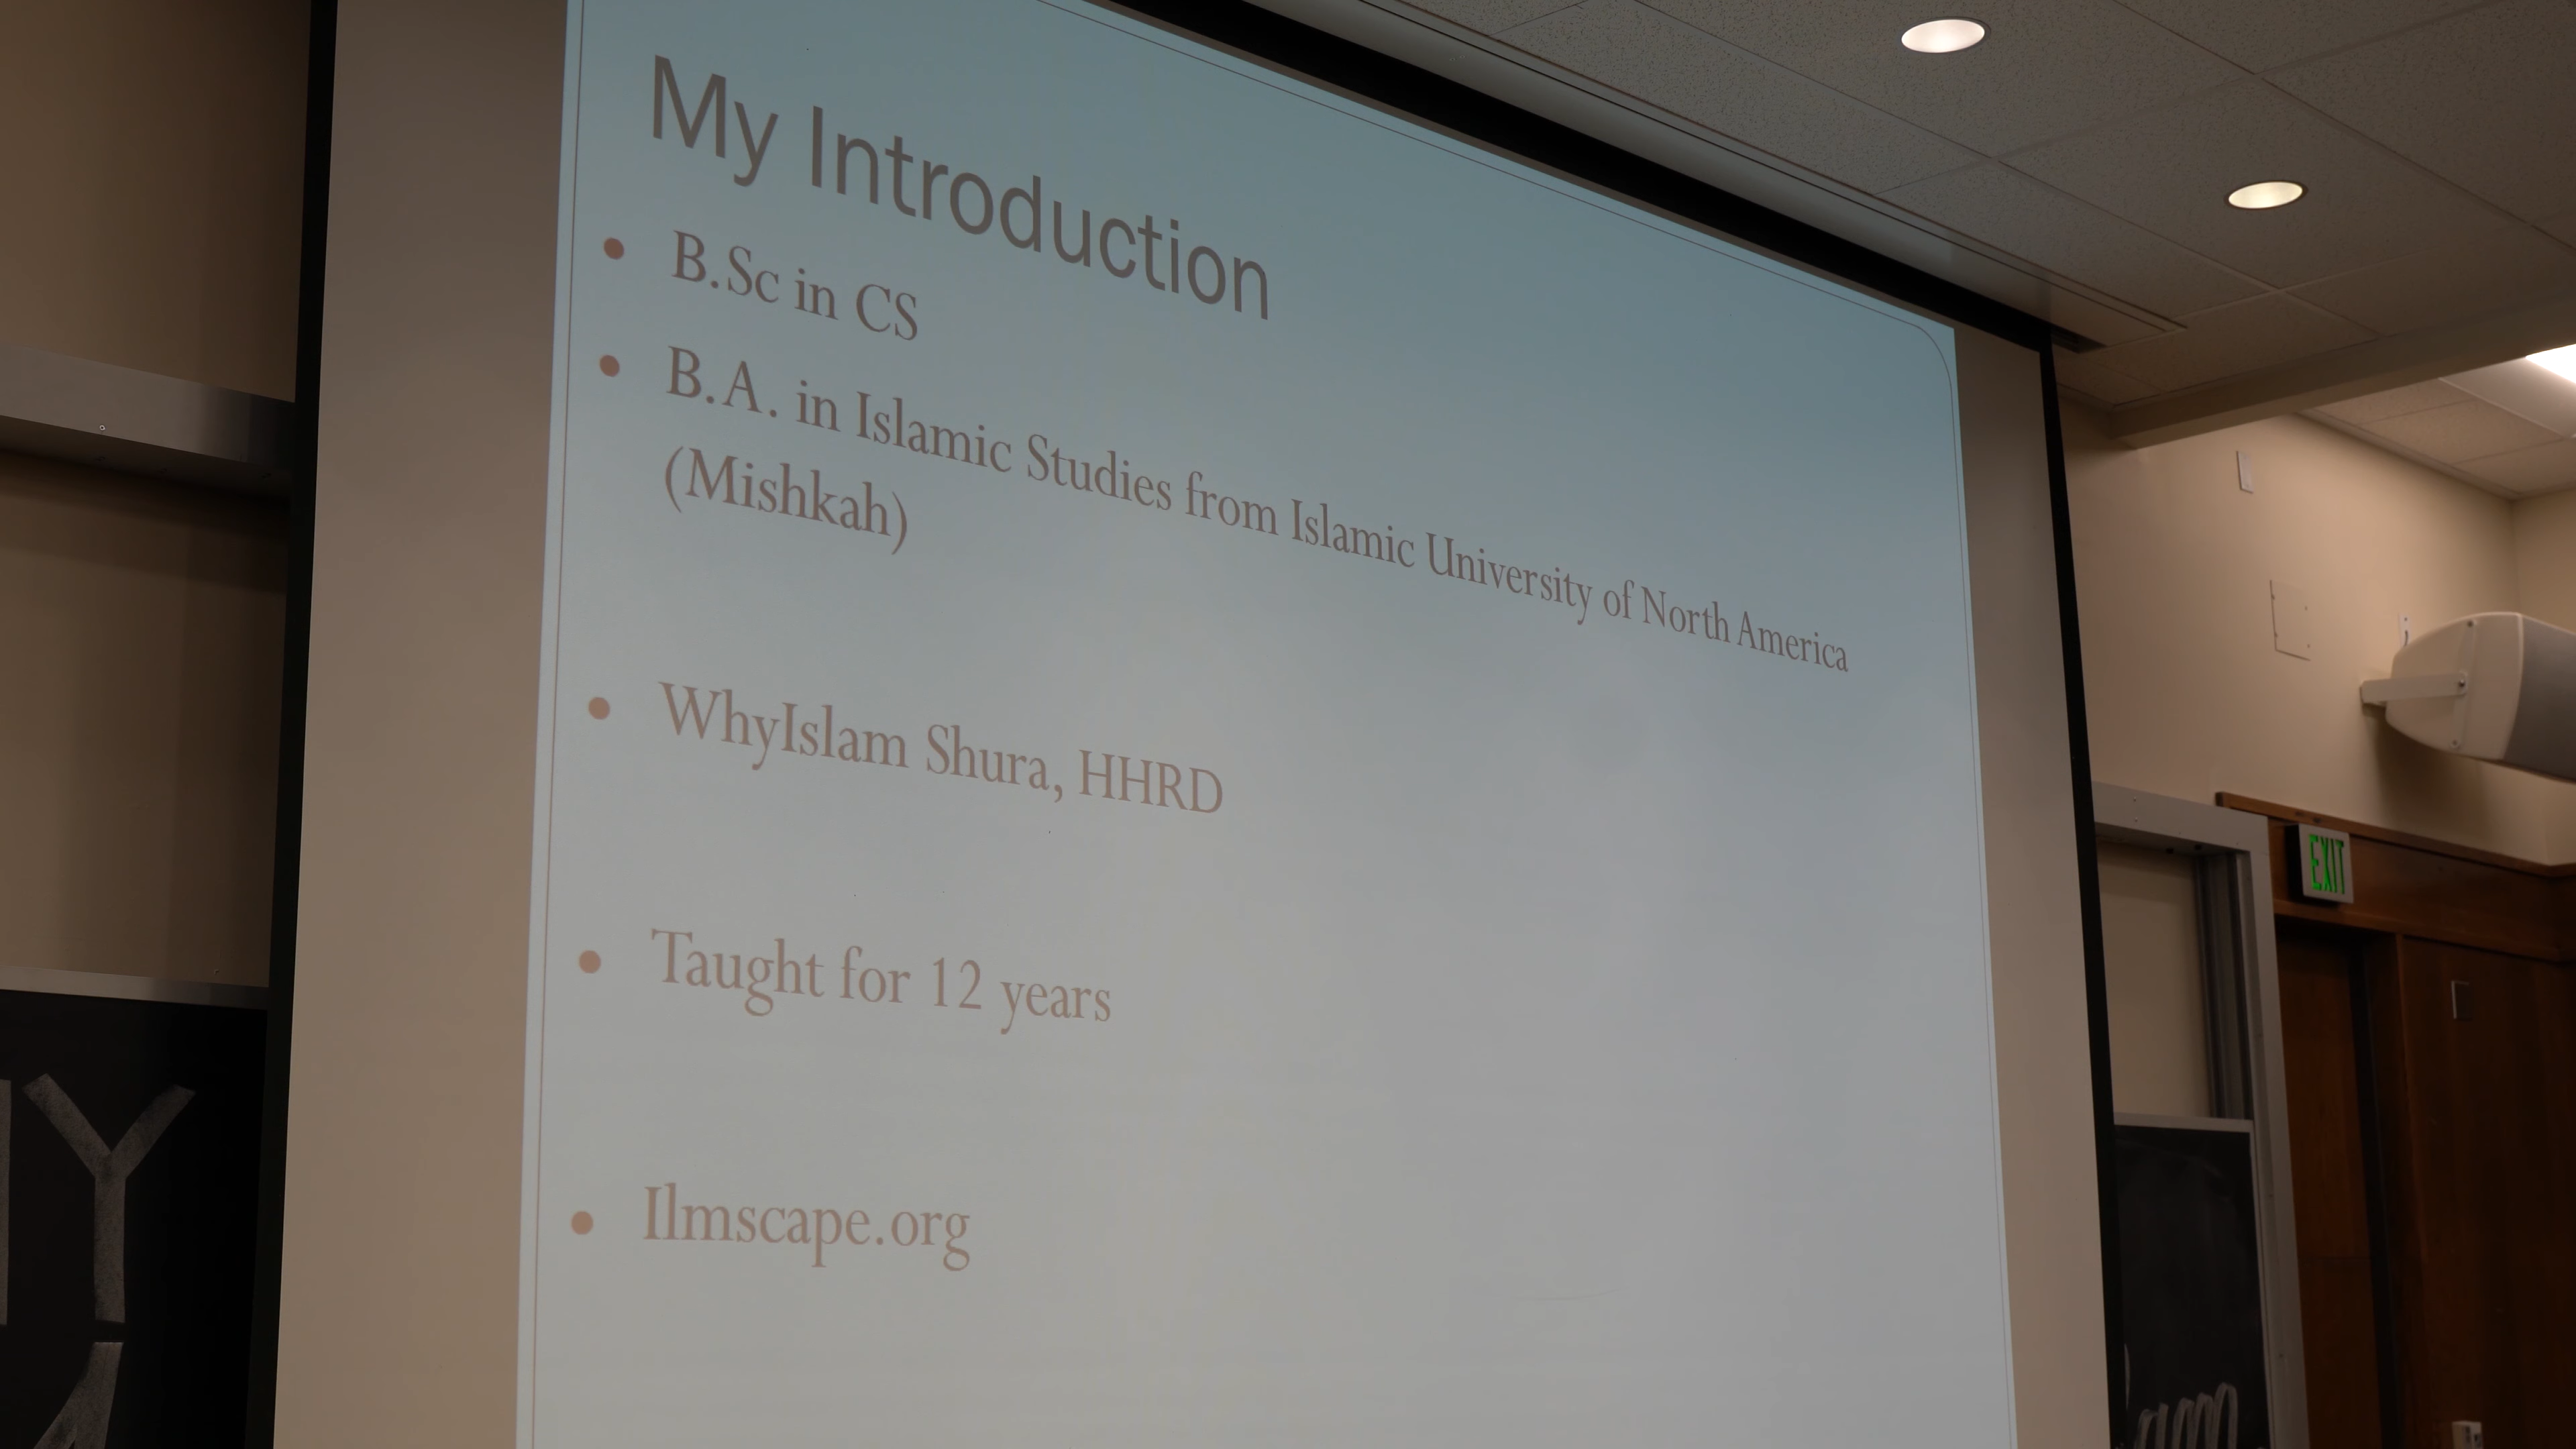 My Introduction
• B.Sc in CS
• B.A. in Islamic Studies from Islamic University of North America
(Mishkah)
• WhyIslam Shura, HHRD
• Taught for 12 years
• Ilmscape.org
EXIT
Y